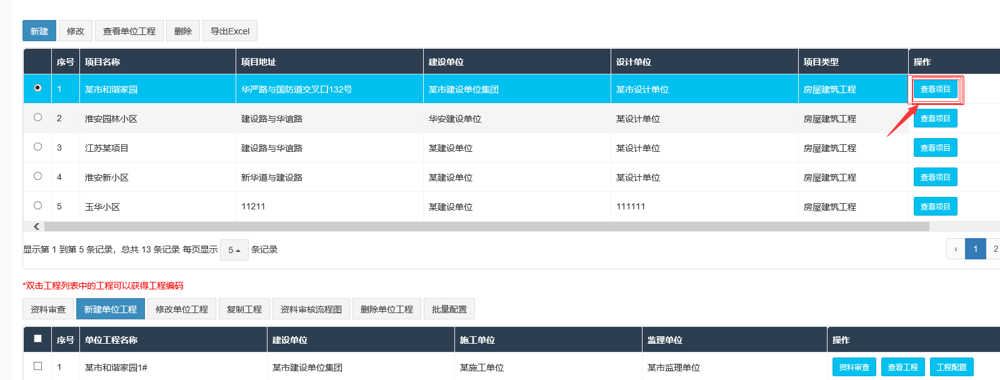 新建 修改 查看单位工程 删除 导出Excel
序号 项目名称 项目地址 建设单位 设计单位 项目类型 操作
1 某市和谐家园 华严路与国防道交叉口132号 某市建设单位集团 某市设计单位 房屋建筑工程 查看项目
2 淮安园林小区 建设路与华谊路 华安建设单位 某设计单位 房屋建筑工程 查看项目
3 江苏某项目 建设路与华谊路 某建设单位 某设计单位 房屋建筑工程 查看项目
4 淮安新小区 新华道与建设路 某建设单位 某设计单位 房屋建筑工程 查看项目
5 玉华小区 11211 某建设单位 111111 房屋建筑工程 查看项目
显示第 1 到第 5 条记录，总共 13 条记录 每页显示 5 条记录 ‹ 1 2
*双击工程列表中的工程可以获得工程编码
资料审查 新建单位工程 修改单位工程 复制工程 资料审核流程图 删除单位工程 批量配置
序号 单位工程名称 建设单位 施工单位 监理单位 操作
1 某市和谐家园1# 某市建设单位集团 某施工单位 某市监理单位 资料审查 查看工程 工程配置